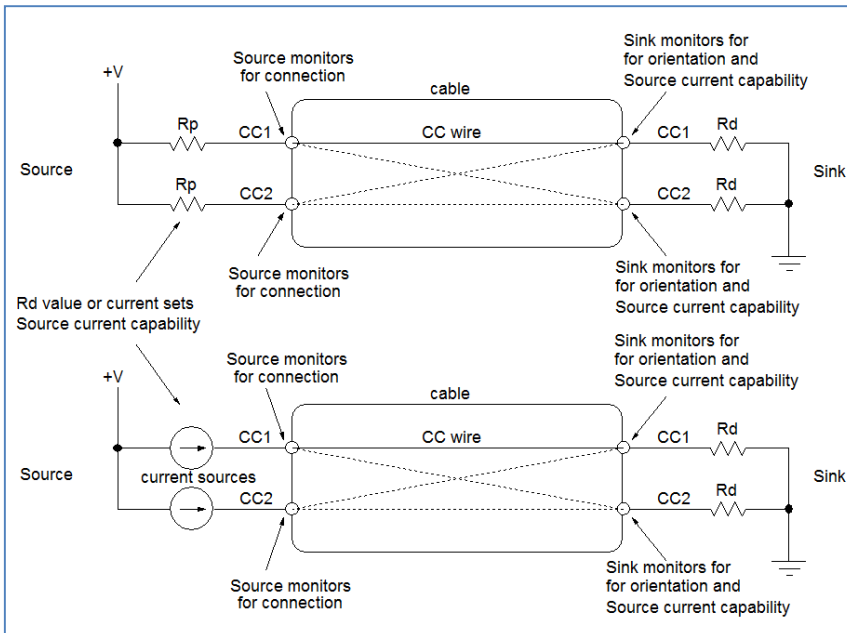 Source monitors
for connection
Sink monitors for
for orientation and
Source current capability
+V
cable
Rp
CC1
CC wire
CC1
Rd
Source
Sink
Rp
CC2
CC2
Rd
Source monitors
for connection
Sink monitors for
for orientation and
Source current capability
Rd value or current sets
Source current capability
Source monitors
for connection
Sink monitors for
for orientation and
Source current capability
+V
cable
CC1
CC wire
CC1
Rd
Source
current sources
Sink
CC2
CC2
Rd
Source monitors
for connection
Sink monitors for
for orientation and
Source current capability